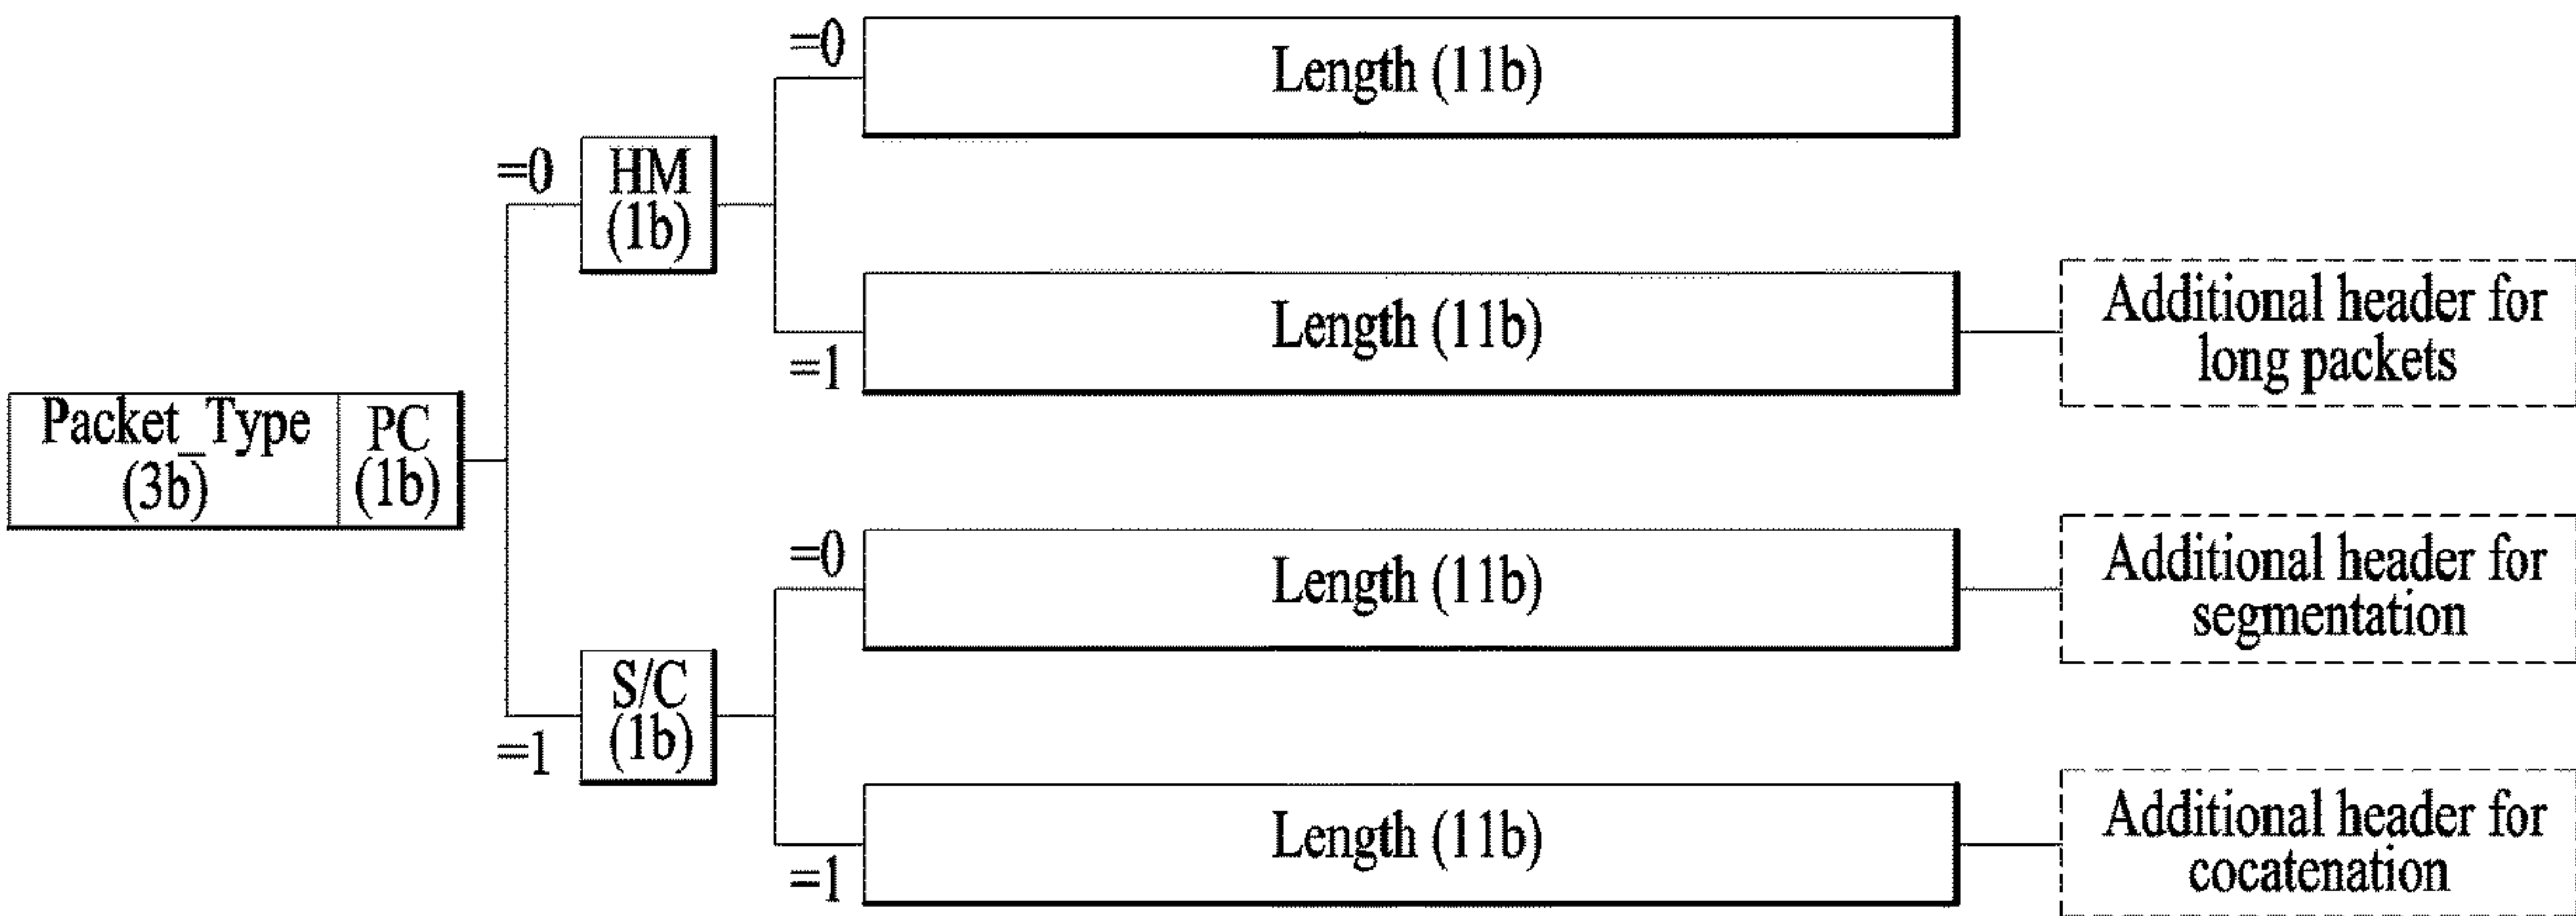 =0
Length (11b)
=0
HM
(1b)
=1
Length (11b)
Additional header for
long packets
Packet_Type
(3b)
PC
(1b)
=0
Length (11b)
Additional header for
segmentation
=1
S/C
(1b)
=1
Length (11b)
Additional header for
cocatenation